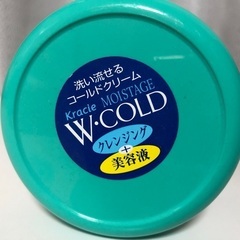 洗い流せる
コールドクリーム
Kracie MOISTAGE
W・COLD
クレンジング
+
美容液